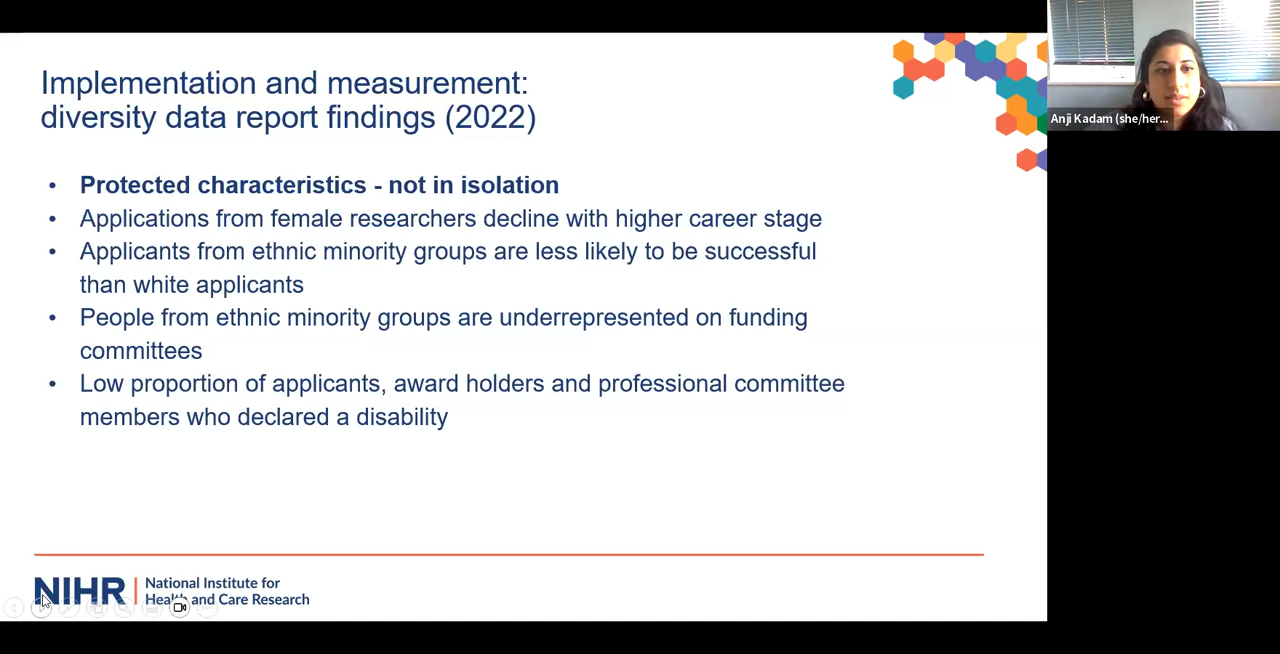 Implementation and measurement:
diversity data report findings (2022)
• Protected characteristics - not in isolation
• Applications from female researchers decline with higher career stage
• Applicants from ethnic minority groups are less likely to be successful
than white applicants
• People from ethnic minority groups are underrepresented on funding
committees
• Low proportion of applicants, award holders and professional committee
members who declared a disability
NIHR | National Institute for
Health and Care Research
Anji Kadam (she/her...